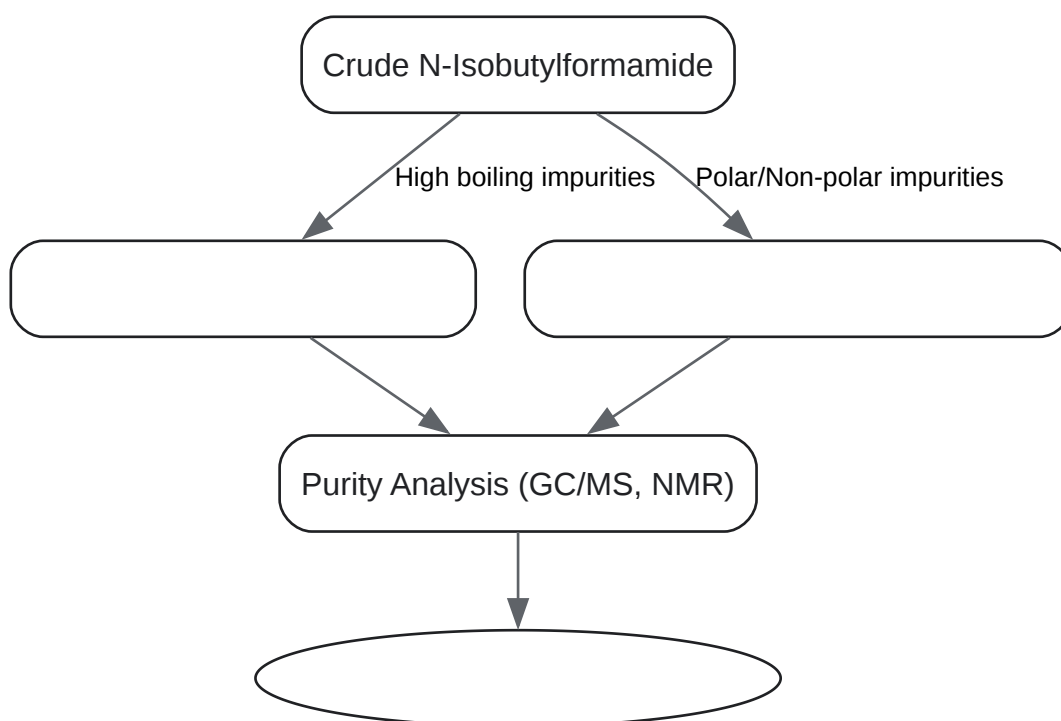 Crude N-Isobutylformamide
High boiling impurities
Polar/Non-polar impurities
Purity Analysis (GC/MS, NMR)